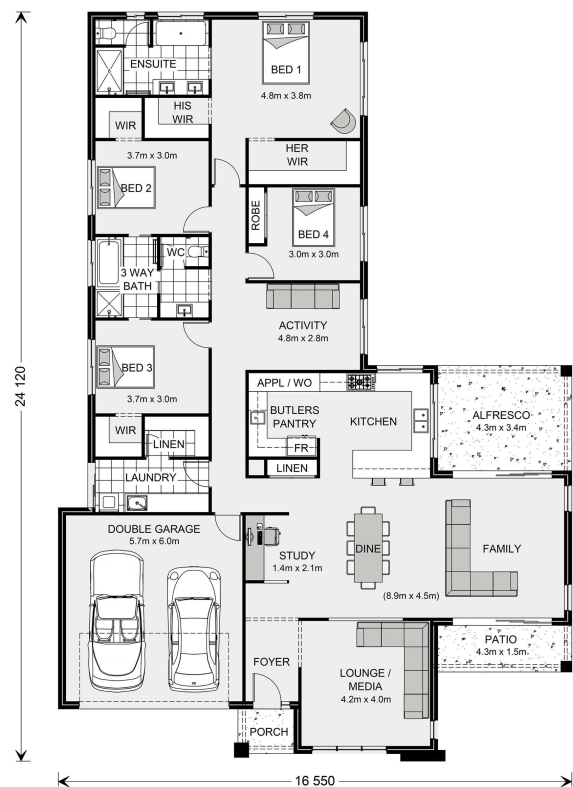 ENSUITE
BED 1
4.8m x 3.8m
HIS
WIR
WIR
HER
WIR
3.7m x 3.0m
BED 2
ROBE
BED 4
3.0m x 3.0m
WC
3 WAY
BATH
ACTIVITY
4.8m x 2.8m
BED 3
3.7m x 3.0m
APPL / WO
BUTLERS
PANTRY
KITCHEN
FR
ALFRESCO
4.3m x 3.4m
WIR
LINEN
LINEN
LAUNDRY
DOUBLE GARAGE
5.7m x 6.0m
STUDY
1.4m x 2.1m
DINE
FAMILY
(8.9m x 4.5m)
PATIO
4.3m x 1.5m
FOYER
LOUNGE /
MEDIA
4.2m x 4.0m
PORCH
24 120
16 550